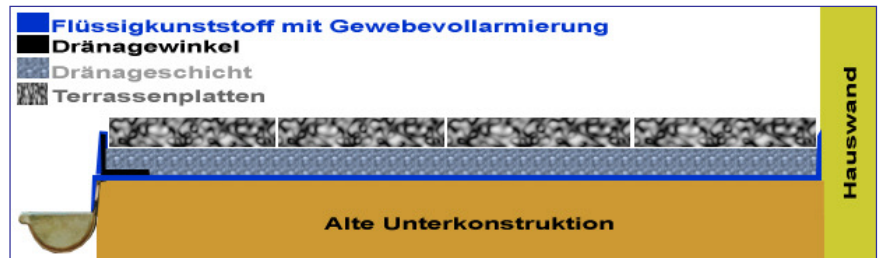 Flüssigkunststoff mit Gewebevollarmierung
Dränagewinkel
Dränageschicht
Terrassenplatten
Hauswand
Alte Unterkonstruktion